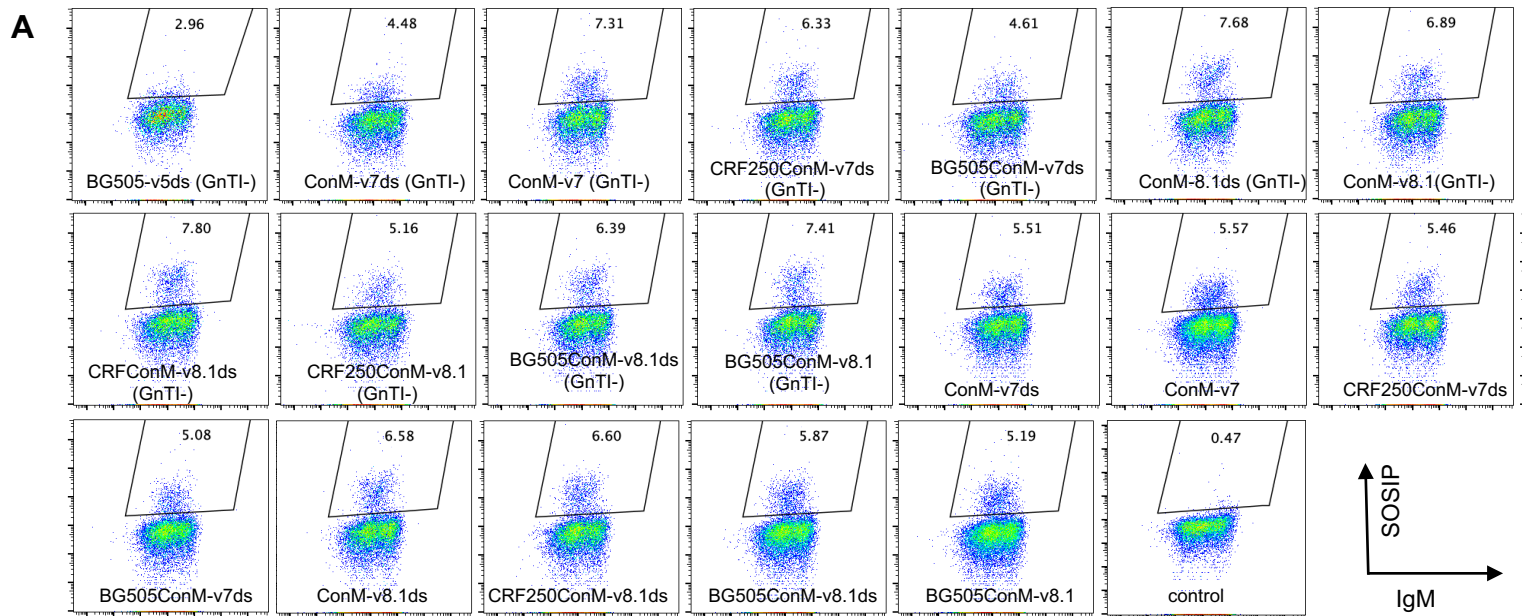 A
2.96
BG505-v5ds (GnTI-)
4.48
ConM-v7ds (GnTI-)
7.31
ConM-v7 (GnTI-)
6.33
CRF250ConM-v7ds
(GnTI-)
4.61
BG505ConM-v7ds
(GnTI-)
7.68
ConM-8.1ds (GnTI-)
6.89
ConM-v8.1(GnTI-)
7.80
CRFConM-v8.1ds
(GnTI-)
5.16
CRF250ConM-v8.1
(GnTI-)
6.39
BG505ConM-v8.1ds
(GnTI-)
7.41
BG505ConM-v8.1
(GnTI-)
5.51
ConM-v7ds
5.57
ConM-v7
5.46
CRF250ConM-v7ds
5.08
BG505ConM-v7ds
6.58
ConM-v8.1ds
6.60
CRF250ConM-v8.1ds
5.87
BG505ConM-v8.1ds
5.19
BG505ConM-v8.1
0.47
control
SOSIP
IgM